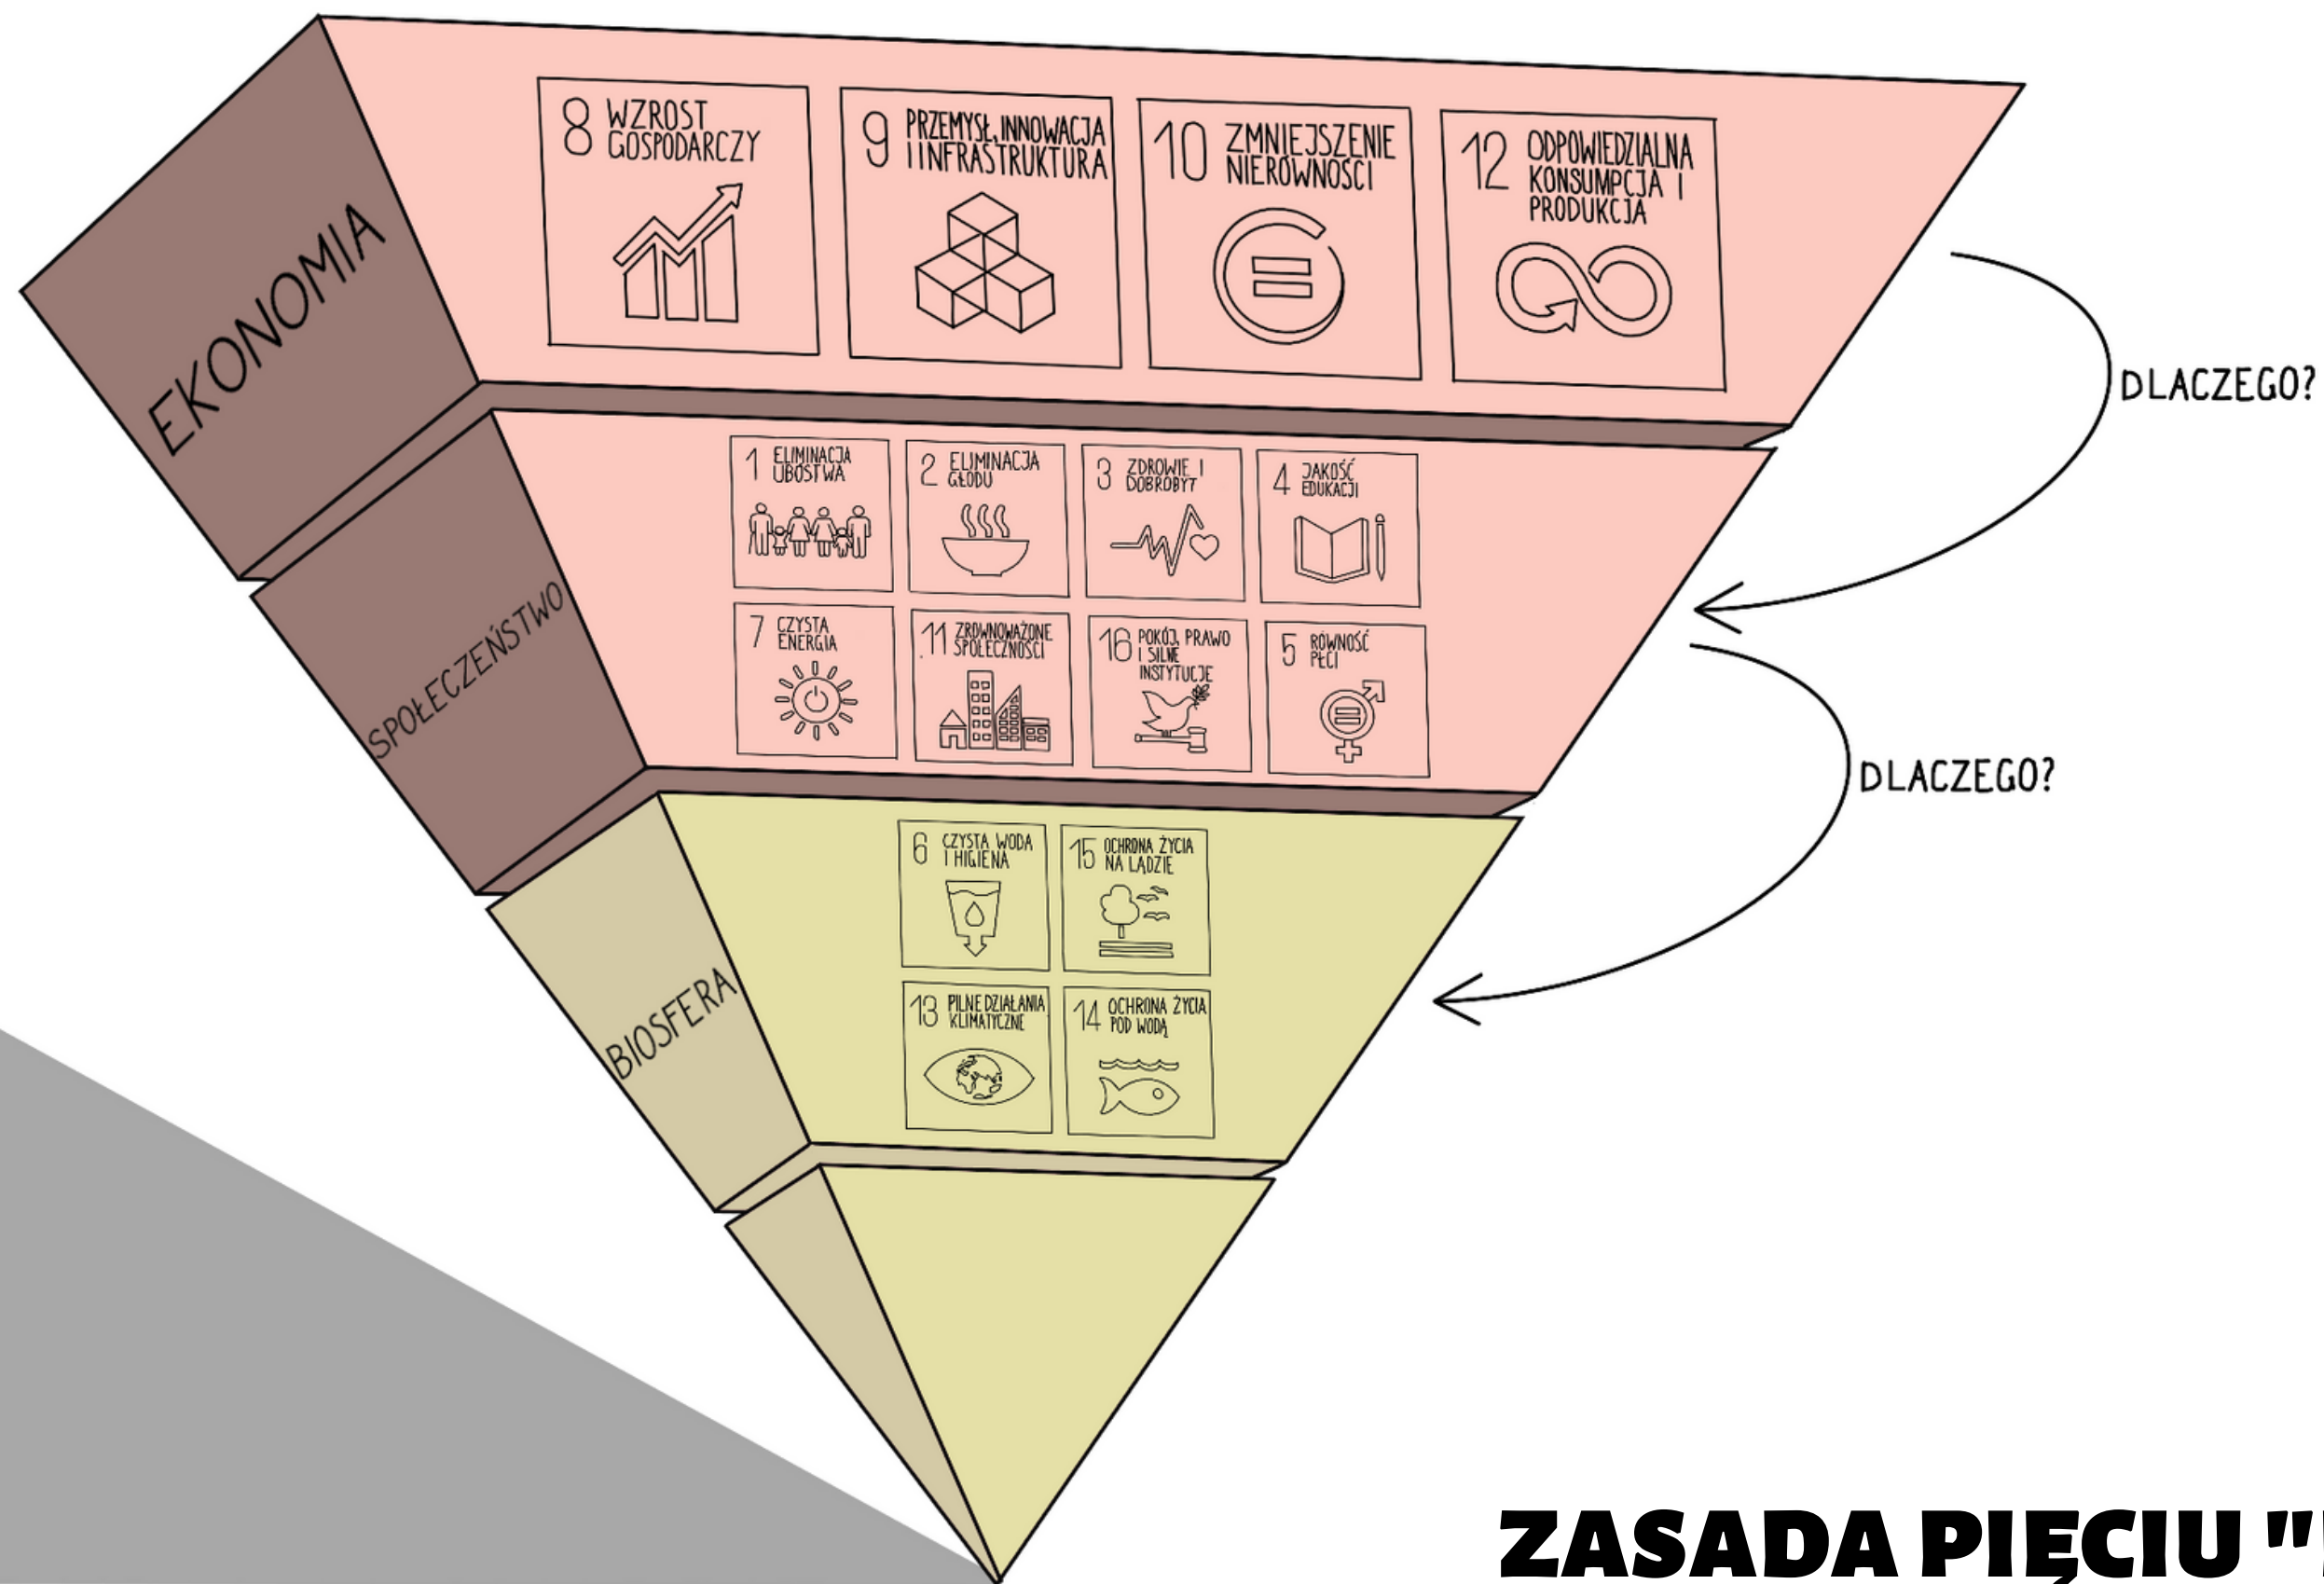 EKONOMIA
8 WZROST
GOSPODARCZY
9 PRZEMYSŁ, INNOWACJA
I INFRASTRUKTURA
10 ZMNIEJSZENIE
NIERÓWNOŚCI
12 ODPOWIEDZIALNA
KONSUMPCJA I
PRODUKCJA
DLACZEGO?
SPOŁECZEŃSTWO
1 ELIMINACJA
UBÓSTWA
2 ELIMINACJA
GŁODU
3 ZDROWIE I
DOBROBYT
4 JAKOŚĆ
EDUKACJI
7 CZYSTA
ENERGIA
11 ZRÓWNOWAŻONE
SPOŁECZNOŚCI
16 POKÓJ, PRAWO
I SILNE
INSTYTUCJE
5 RÓWNOŚĆ
PŁCI
DLACZEGO?
BIOSFERA
6 CZYSTA WODA
I HIGIENA
15 OCHRONA ŻYCIA
NA LĄDZIE
13 PILNE DZIAŁANIA
KLIMATYCZNE
14 OCHRONA ŻYCIA
POD WODĄ
ZASADA PIĘCIU "